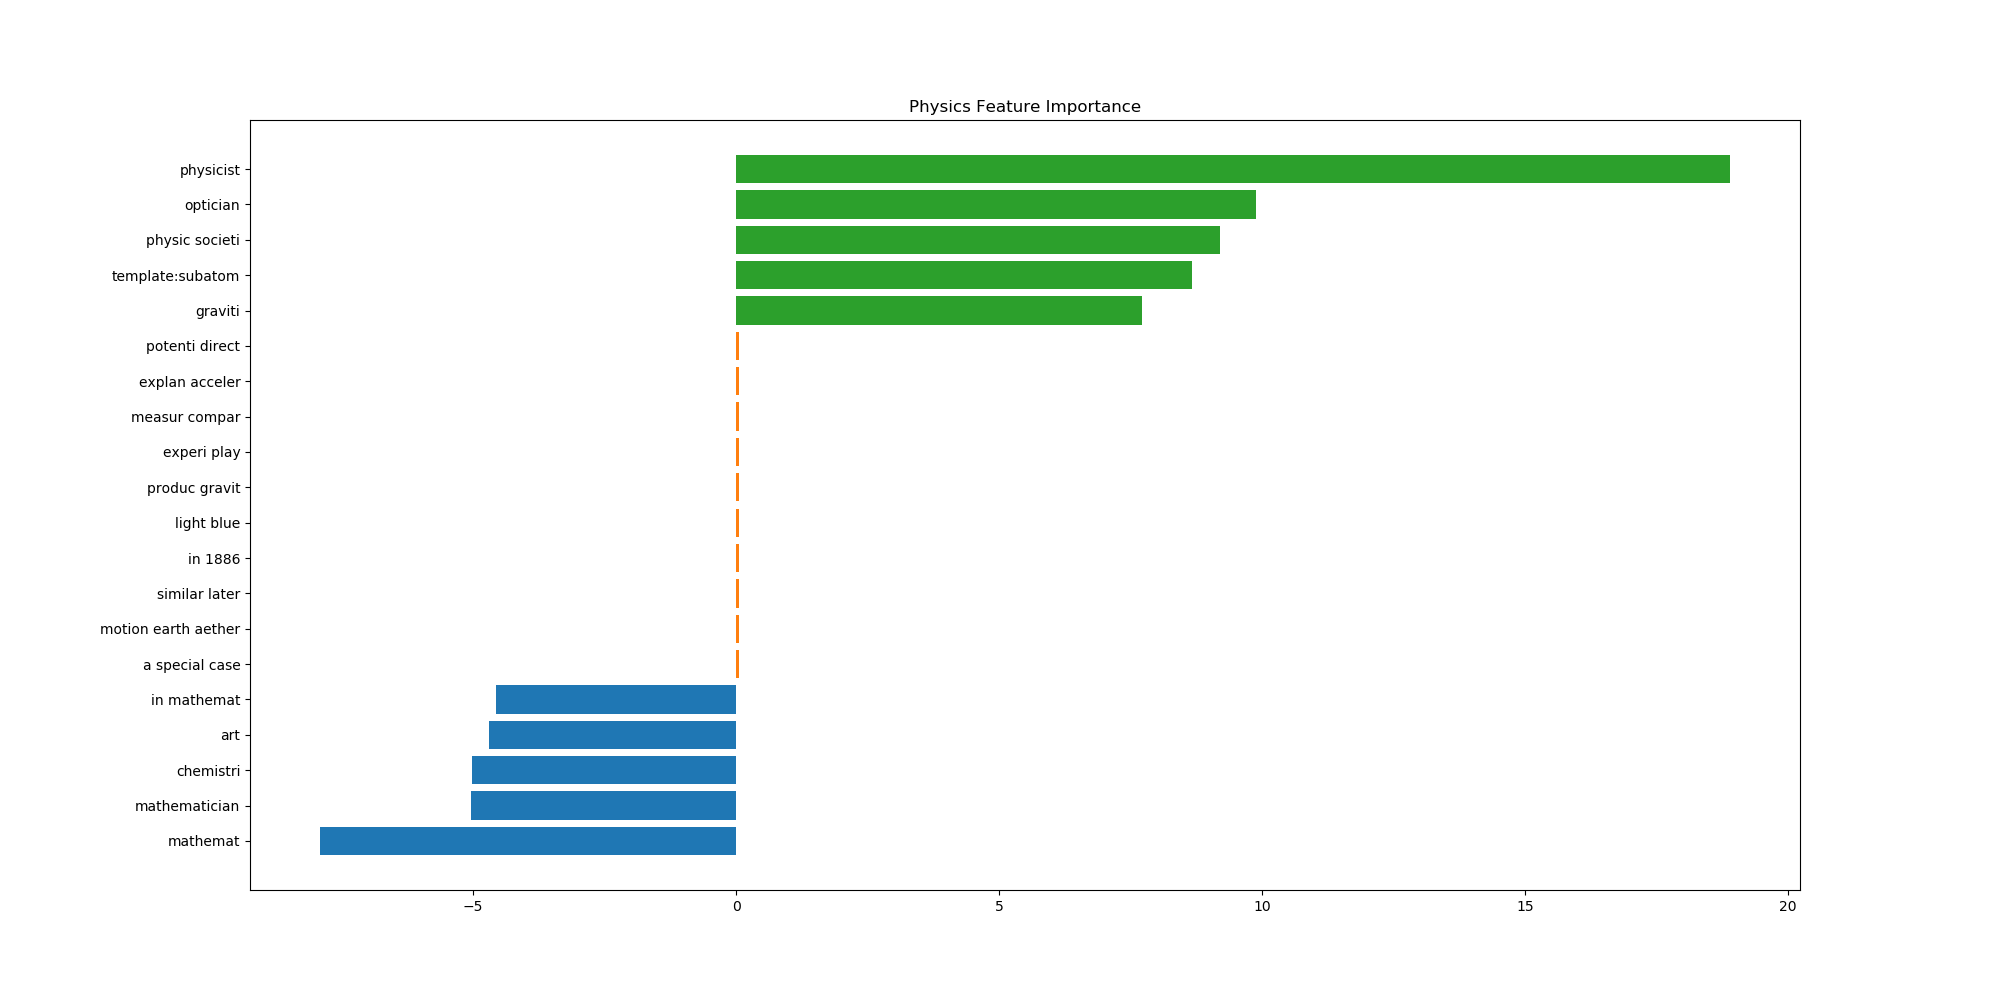 Physics Feature Importance
physicist
optician
physic societi
template:subatom
graviti
potenti direct
explan acceler
measur compar
experi play
produc gravit
light blue
in 1886
similar later
motion earth aether
a special case
in mathemat
art
chemistri
mathematician
mathemat
−5 0 5 10 15 20